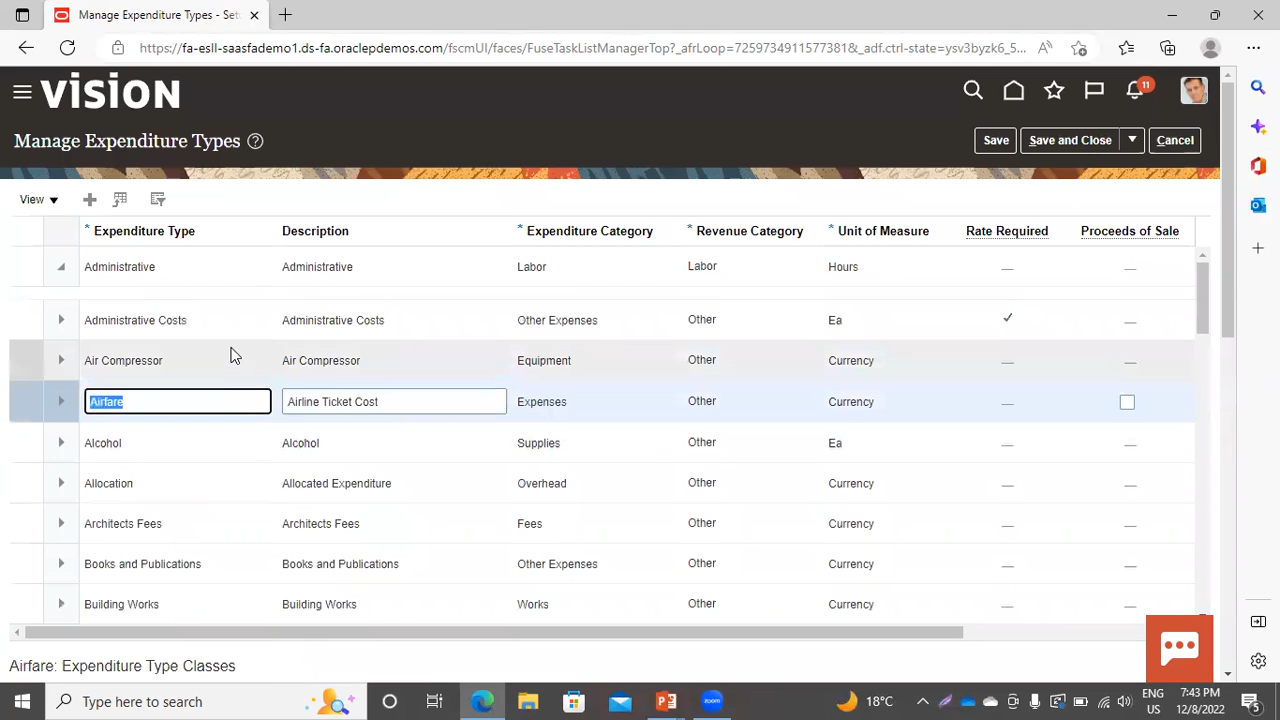 Manage Expenditure Types - Setu
https://fa-esll-saasfademo1.ds-fa.oraclepdemos.com/fscmUI/faces/FuseTaskListManagerTop?_afrLoop=7259734911577381&_adf.ctrl-state=ysv3byzk6_5...
VISION
11
Manage Expenditure Types
Save
Save and Close
Cancel
View
* Expenditure Type Description * Expenditure Category * Revenue Category * Unit of Measure Rate Required Proceeds of Sale
Administrative Administrative Labor Labor Hours
Administrative Costs Administrative Costs Other Expenses Other Ea
Air Compressor Air Compressor Equipment Other Currency
Airfare Airline Ticket Cost Expenses Other Currency
Alcohol Alcohol Supplies Other Ea
Allocation Allocated Expenditure Overhead Other Currency
Architects Fees Architects Fees Fees Other Currency
Books and Publications Books and Publications Other Expenses Other Currency
Building Works Building Works Works Other Currency
Airfare: Expenditure Type Classes
Type here to search
zoom
18°C
ENG
US
7:43 PM
12/8/2022
5